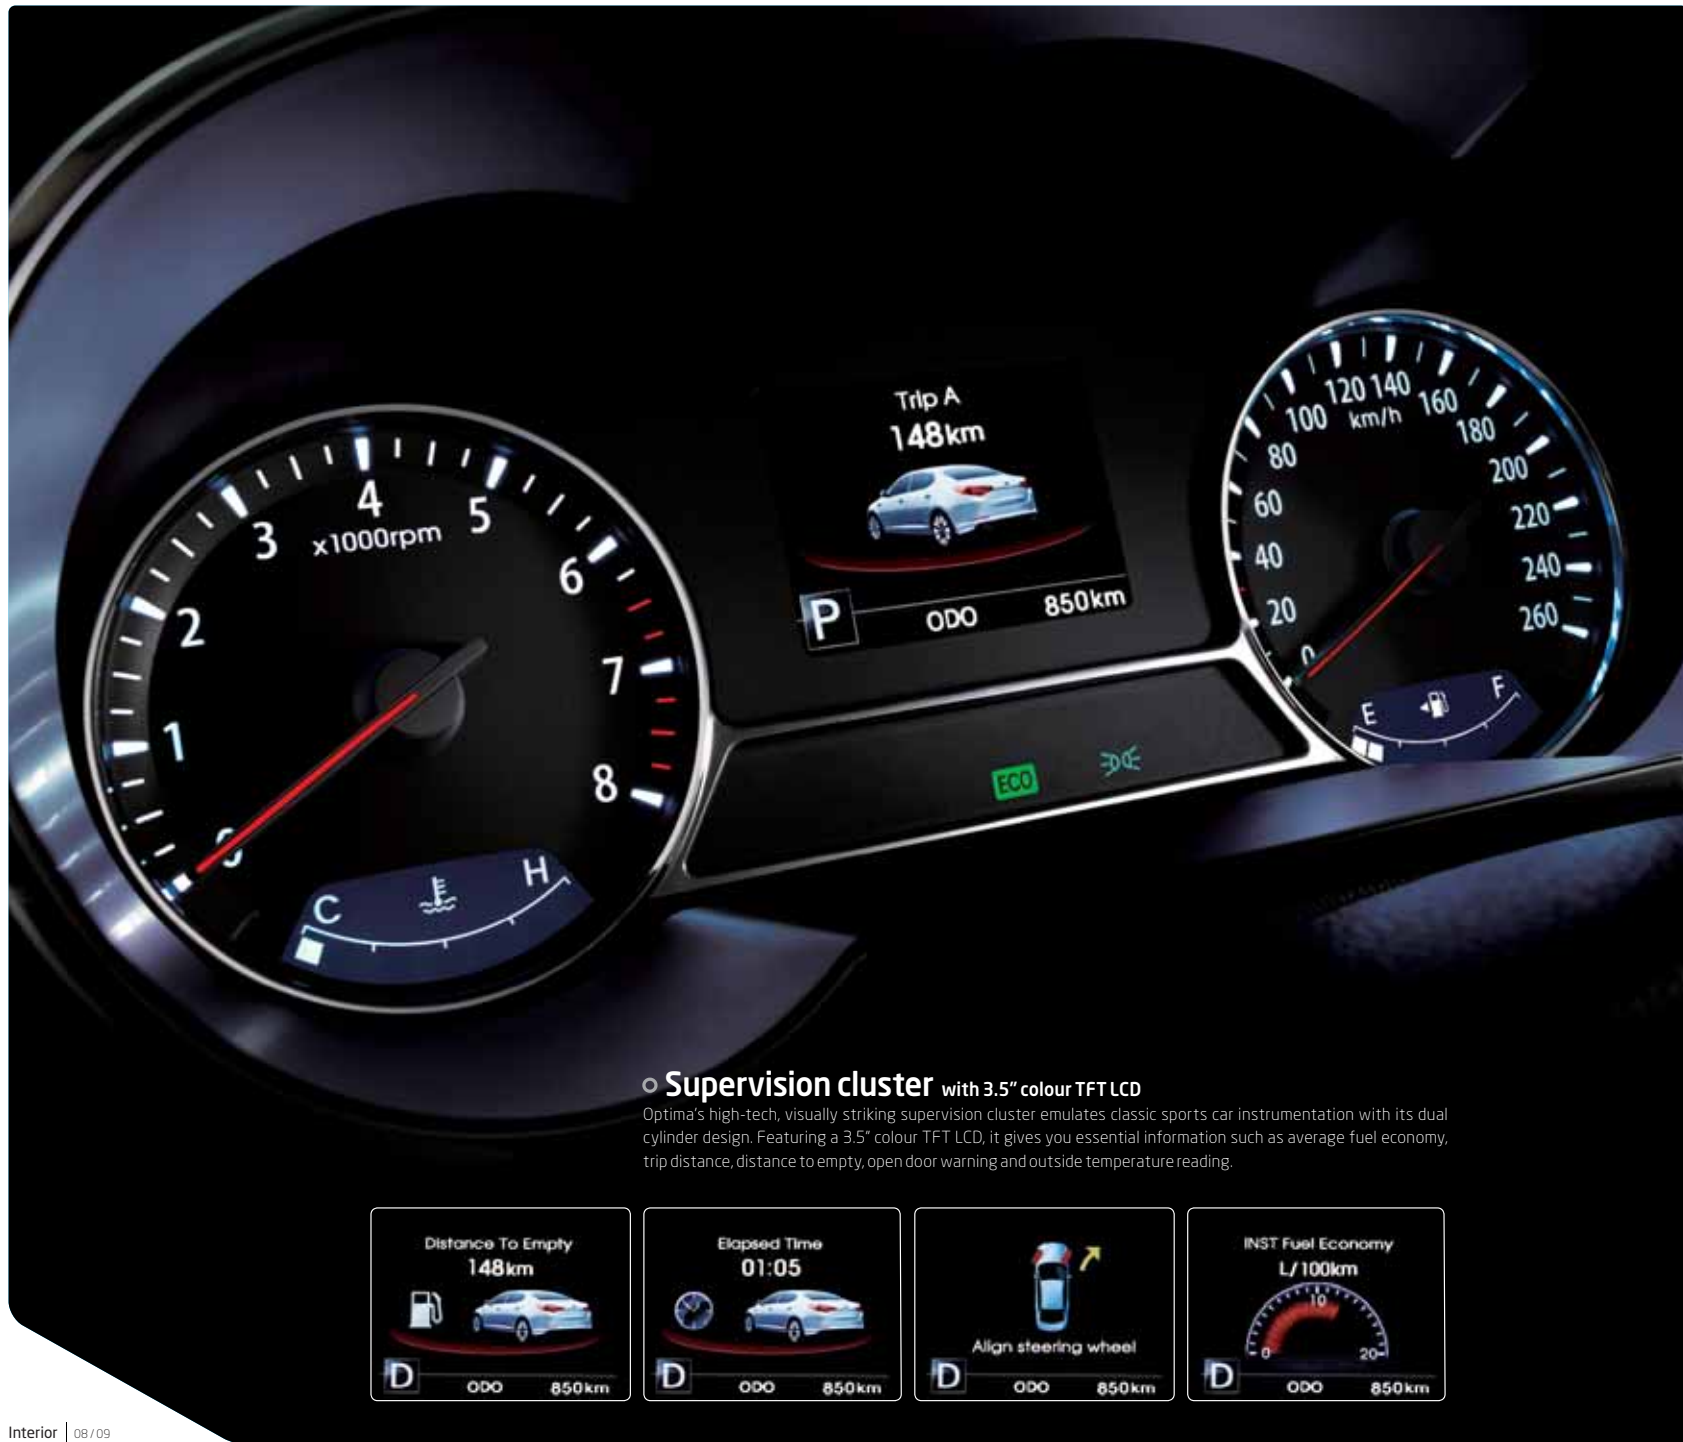 Trip A
148km
P ODO 850km
x1000rpm
0
1
2
3
4
5
6
7
8
C H
km/h
0
20
40
60
80
100
120
140
160
180
200
220
240
260
E F
ECO
Supervision cluster with 3.5" colour TFT LCD
Optima's high-tech, visually striking supervision cluster emulates classic sports car instrumentation with its dual
cylinder design. Featuring a 3.5" colour TFT LCD, it gives you essential information such as average fuel economy,
trip distance, distance to empty, open door warning and outside temperature reading.
Distance To Empty
148km
D ODO 850km
Elapsed Time
01:05
D ODO 850km
Align steering wheel
D ODO 850km
INST Fuel Economy
L/100km
10
0 20
D ODO 850km
Interior 08/09